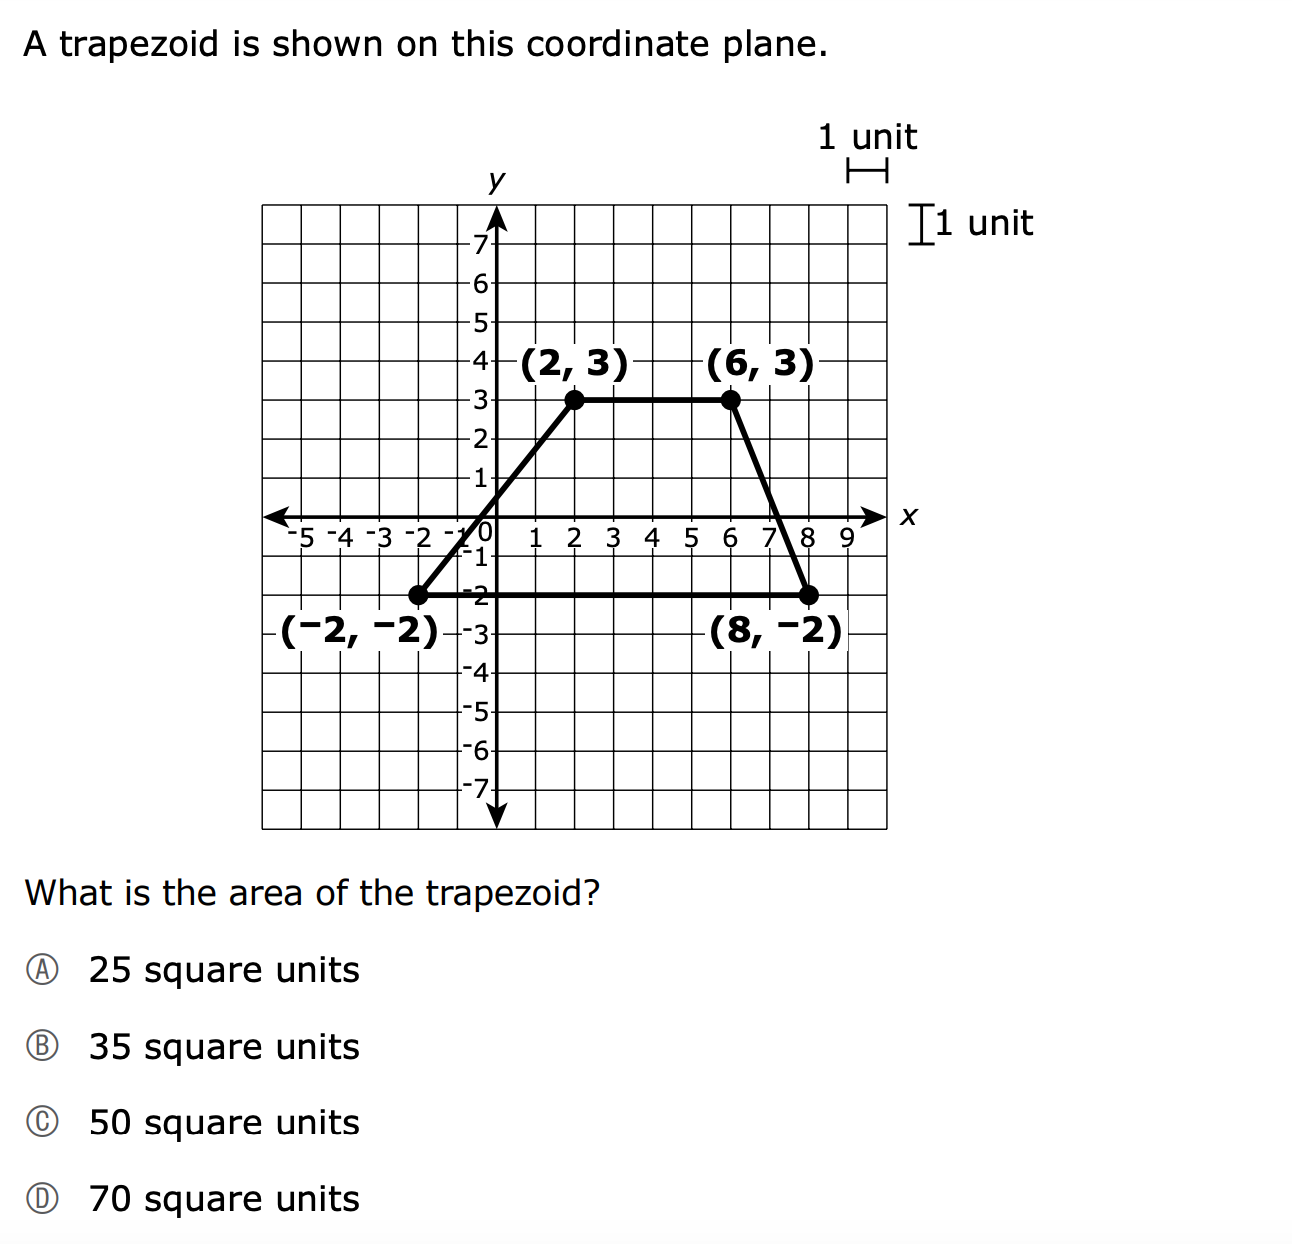 A trapezoid is shown on this coordinate plane.
1 unit
y
1 unit
7
6
5
4 (2, 3) (6, 3)
3
2
1
x
-5 -4 -3 -2 -1 0 1 2 3 4 5 6 7 8 9
-1
-2
(-2, -2) -3 (8, -2)
-4
-5
-6
-7
What is the area of the trapezoid?
Ⓐ 25 square units
Ⓑ 35 square units
Ⓒ 50 square units
Ⓓ 70 square units